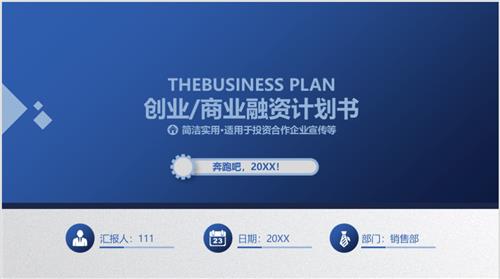 THEBUSINESS PLAN
创业/商业融资计划书
简洁实用·适用于投资合作企业宣传等
奔跑吧，20XX！
汇报人：111
23
日期：20XX
部门：销售部